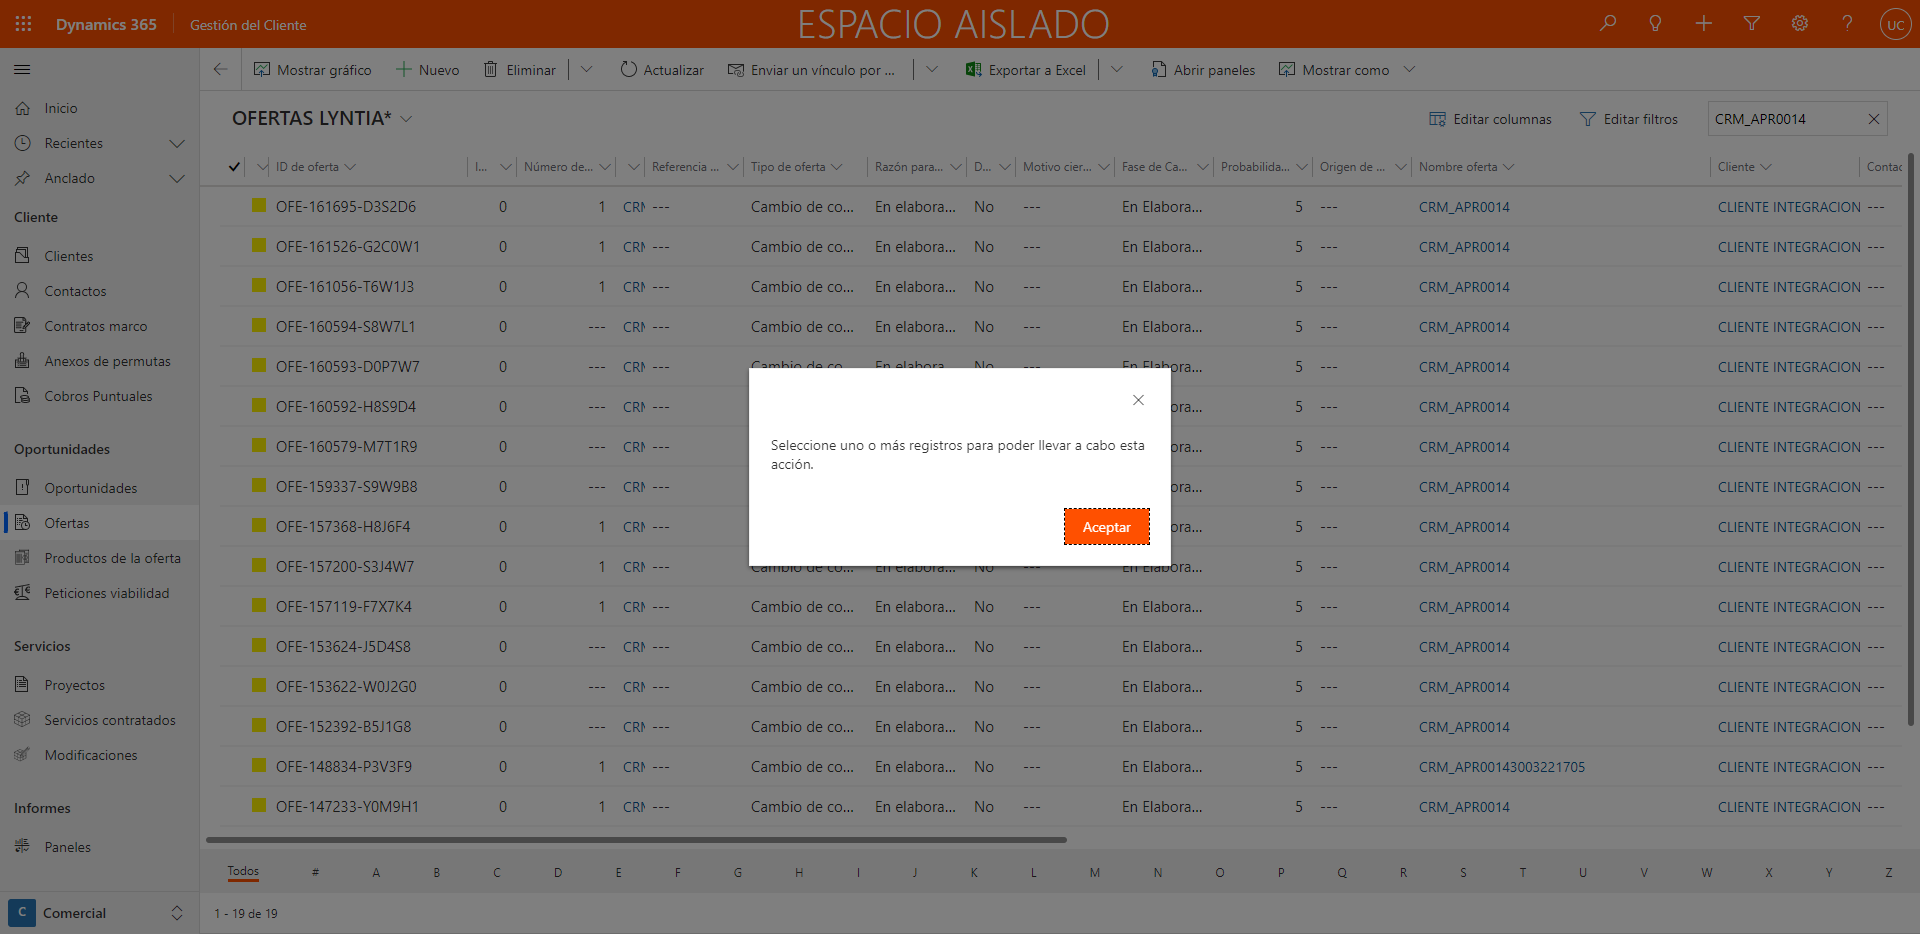 Dynamics 365
Gestión del Cliente
ESPACIO AISLADO
UC
Mostrar gráfico
Nuevo
Eliminar
Actualizar
Enviar un vínculo por ...
Exportar a Excel
Abrir paneles
Mostrar como
Inicio
Recientes
Anclado
Cliente
Clientes
Contactos
Contratos marco
Anexos de permutas
Cobros Puntuales
Oportunidades
Oportunidades
Ofertas
Productos de la oferta
Peticiones viabilidad
Servicios
Proyectos
Servicios contratados
Modificaciones
Informes
Paneles
C Comercial
OFERTAS LYNTIA*
Editar columnas
Editar filtros
CRM_APR0014
ID de oferta I... Número de... Referencia ... Tipo de oferta Razón para... D... Motivo cier... Fase de Ca... Probabilida... Origen de ... Nombre oferta Cliente Contac
OFE-161695-D3S2D6 0 1 CRM --- Cambio de co... En elabora... No --- En Elabora... 5 --- CRM_APR0014 CLIENTE INTEGRACION ---
OFE-161526-G2C0W1 0 1 CRM --- Cambio de co... En elabora... No --- En Elabora... 5 --- CRM_APR0014 CLIENTE INTEGRACION ---
OFE-161056-T6W1J3 0 1 CRM --- Cambio de co... En elabora... No --- En Elabora... 5 --- CRM_APR0014 CLIENTE INTEGRACION ---
OFE-160594-S8W7L1 0 --- CRM --- Cambio de co... En elabora... No --- En Elabora... 5 --- CRM_APR0014 CLIENTE INTEGRACION ---
OFE-160593-D0P7W7 0 --- CRM --- Cambio de co... En elabora... No --- En Elabora... 5 --- CRM_APR0014 CLIENTE INTEGRACION ---
OFE-160592-H8S9D4 0 --- CRM --- ora... 5 --- CRM_APR0014 CLIENTE INTEGRACION ---
OFE-160579-M7T1R9 0 --- CRM --- ora... 5 --- CRM_APR0014 CLIENTE INTEGRACION ---
OFE-159337-S9W9B8 0 --- CRM --- ora... 5 --- CRM_APR0014 CLIENTE INTEGRACION ---
OFE-157368-H8J6F4 0 1 CRM --- ora... 5 --- CRM_APR0014 CLIENTE INTEGRACION ---
OFE-157200-S3J4W7 0 1 CRM --- Cambio de co... En elabora... No --- En Elabora... 5 --- CRM_APR0014 CLIENTE INTEGRACION ---
OFE-157119-F7X7K4 0 1 CRM --- Cambio de co... En elabora... No --- En Elabora... 5 --- CRM_APR0014 CLIENTE INTEGRACION ---
OFE-153624-J5D4S8 0 --- CRM --- Cambio de co... En elabora... No --- En Elabora... 5 --- CRM_APR0014 CLIENTE INTEGRACION ---
OFE-153622-W0J2G0 0 --- CRM --- Cambio de co... En elabora... No --- En Elabora... 5 --- CRM_APR0014 CLIENTE INTEGRACION ---
OFE-152392-B5J1G8 0 --- CRM --- Cambio de co... En elabora... No --- En Elabora... 5 --- CRM_APR0014 CLIENTE INTEGRACION ---
OFE-148834-P3V3F9 0 1 CRM --- Cambio de co... En elabora... No --- En Elabora... 5 --- CRM_APR00143003221705 CLIENTE INTEGRACION ---
OFE-147233-Y0M9H1 0 1 CRM --- Cambio de co... En elabora... No --- En Elabora... 5 --- CRM_APR0014 CLIENTE INTEGRACION ---
Seleccione uno o más registros para poder llevar a cabo esta
acción.
Aceptar
Todos # A B C D E F G H I J K L M N O P Q R S T U V W X Y Z
1 - 19 de 19